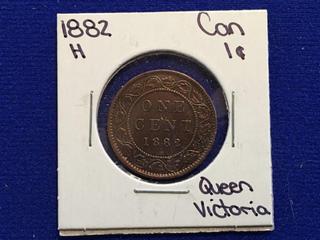 1882 Can
H 1¢
ONE
CENT
1882
Queen
Victoria